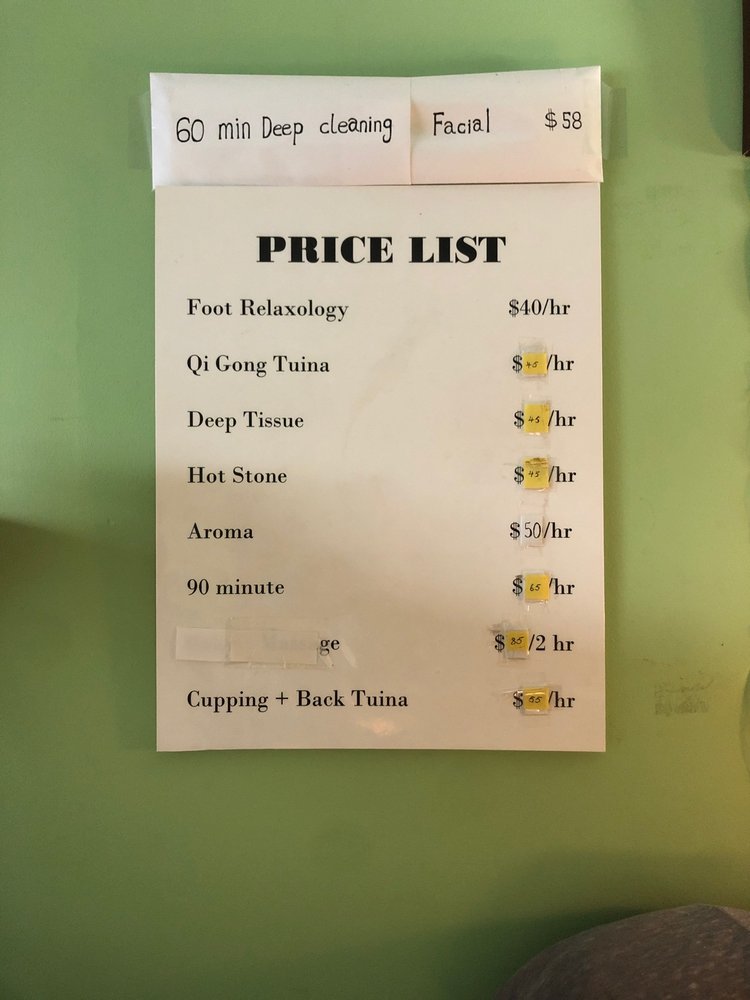 60 min Deep cleaning Facial $58
PRICE LIST
Foot Relaxology $40/hr
Qi Gong Tuina $45/hr
Deep Tissue $45/hr
Hot Stone $45/hr
Aroma $50/hr
90 minute $65/hr
ge $85/2 hr
Cupping + Back Tuina $55/hr